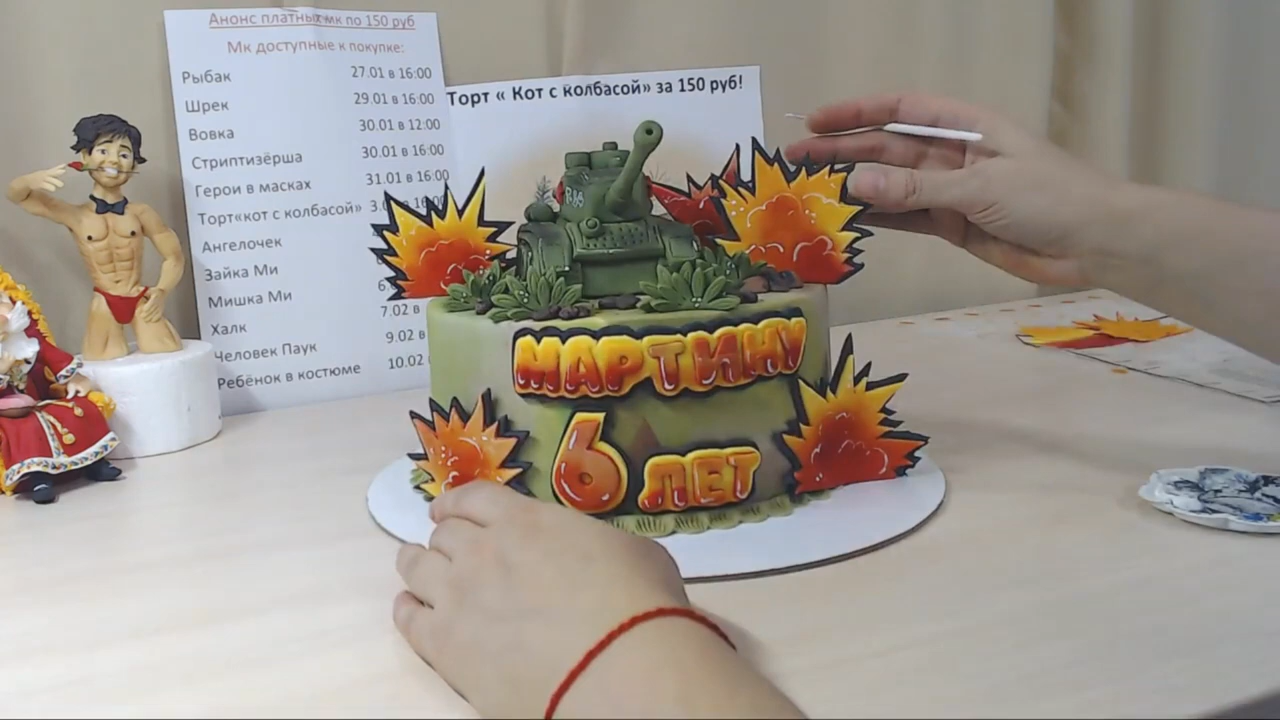 Анонс платных мк по 150 руб
Мк доступные к покупке:
Рыбак 27.01 в 16:00
Шрек 29.01 в 16:00
Вовка 30.01 в 12:00
Стриптизёрша 30.01 в 16:00
Герои в масках 31.01 в 16:00
Торт«кот с колбасой»
Ангелочек
Зайка Ми
Мишка Ми
Халк 7.02 в
Человек Паук 9.02 в
Ребёнок в костюме 10.02
Торт « Кот с колбасой» за 150 руб!
МАРТИНУ
6 ЛЕТ